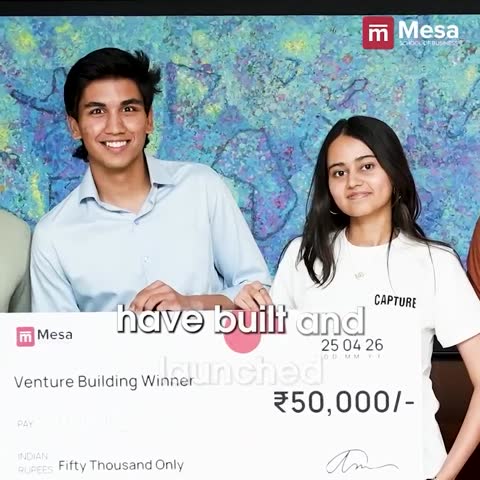 Mesa
SCHOOL OF BUSINESS
CAPTURE
have built and
launched
Mesa
25 04 26
DD MM YY
Venture Building Winner
₹50,000/-
PAY
INDIAN
RUPEES
Fifty Thousand Only